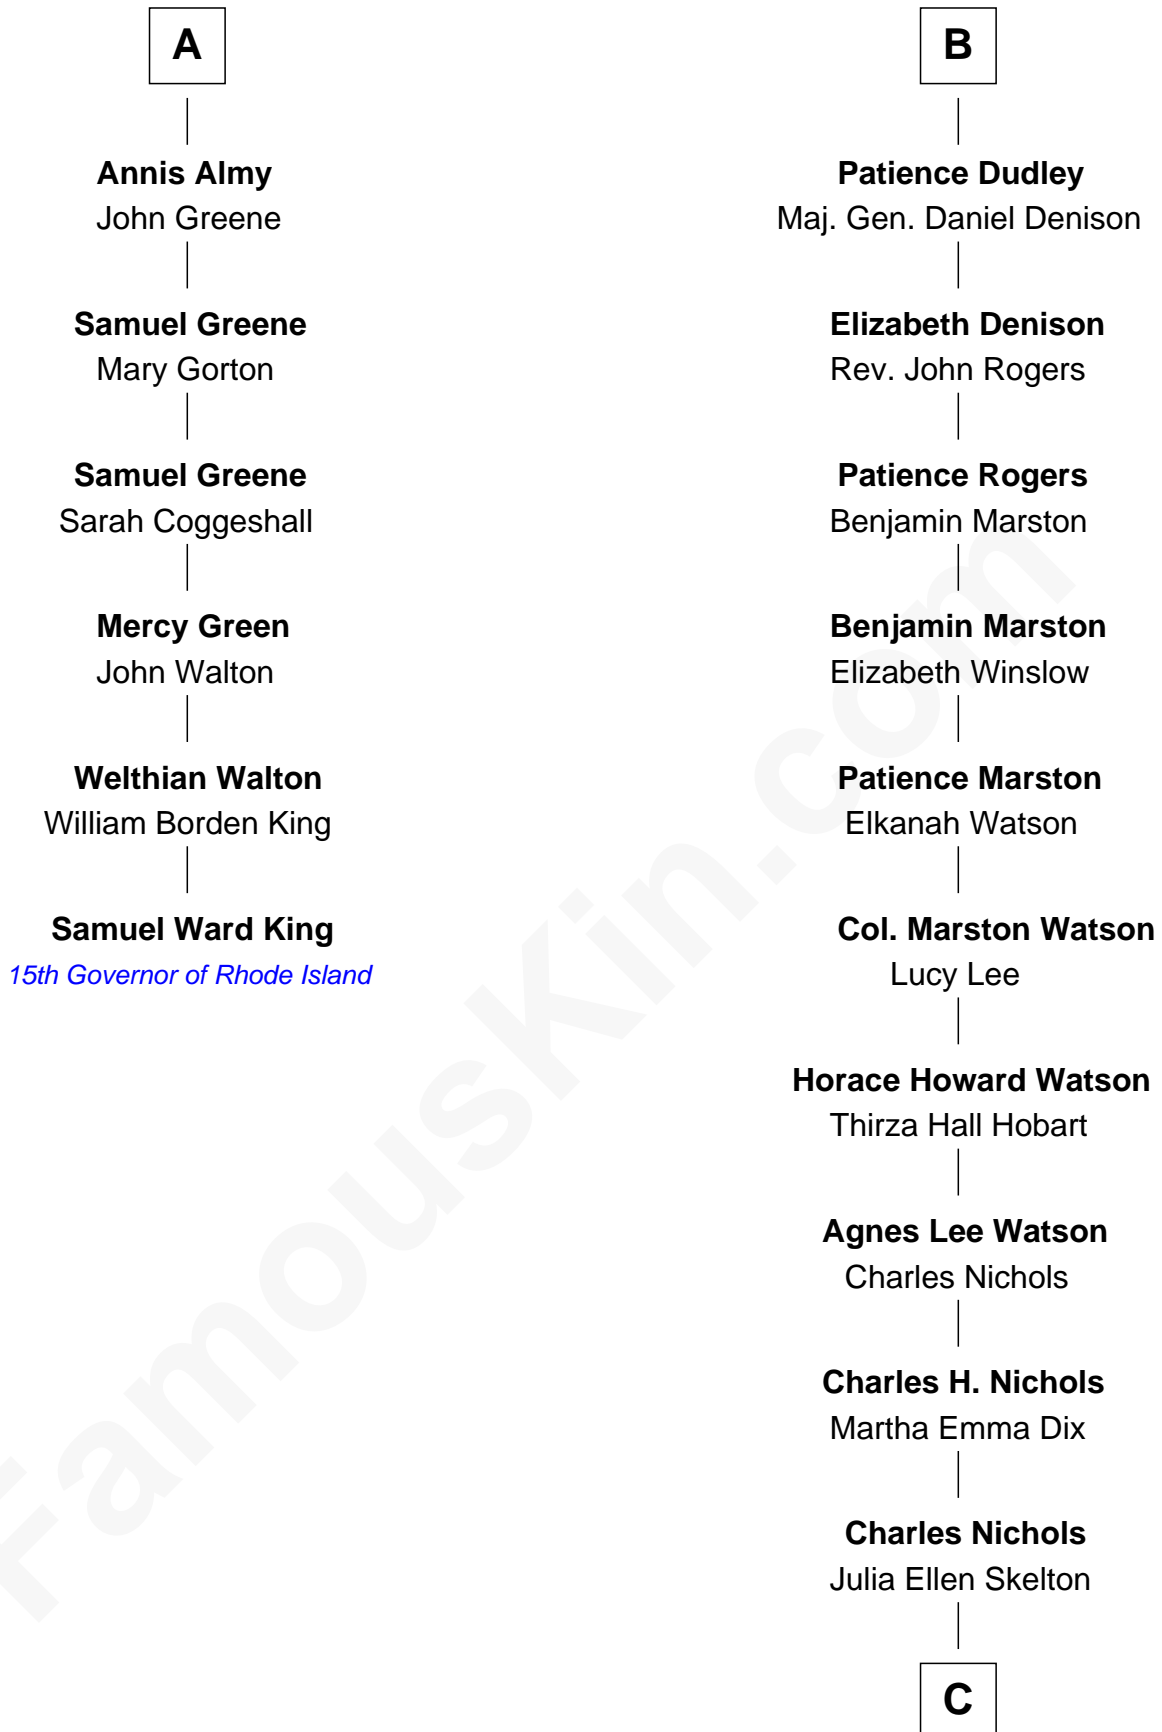 A
Annis Almy
John Greene
Samuel Greene
Mary Gorton
Samuel Greene
Sarah Coggeshall
Mercy Green
John Walton
Welthian Walton
William Borden King
Samuel Ward King
15th Governor of Rhode Island
B
Patience Dudley
Maj. Gen. Daniel Denison
Elizabeth Denison
Rev. John Rogers
Patience Rogers
Benjamin Marston
Benjamin Marston
Elizabeth Winslow
Patience Marston
Elkanah Watson
Col. Marston Watson
Lucy Lee
Horace Howard Watson
Thirza Hall Hobart
Agnes Lee Watson
Charles Nichols
Charles H. Nichols
Martha Emma Dix
Charles Nichols
Julia Ellen Skelton
C
FamousKin.com